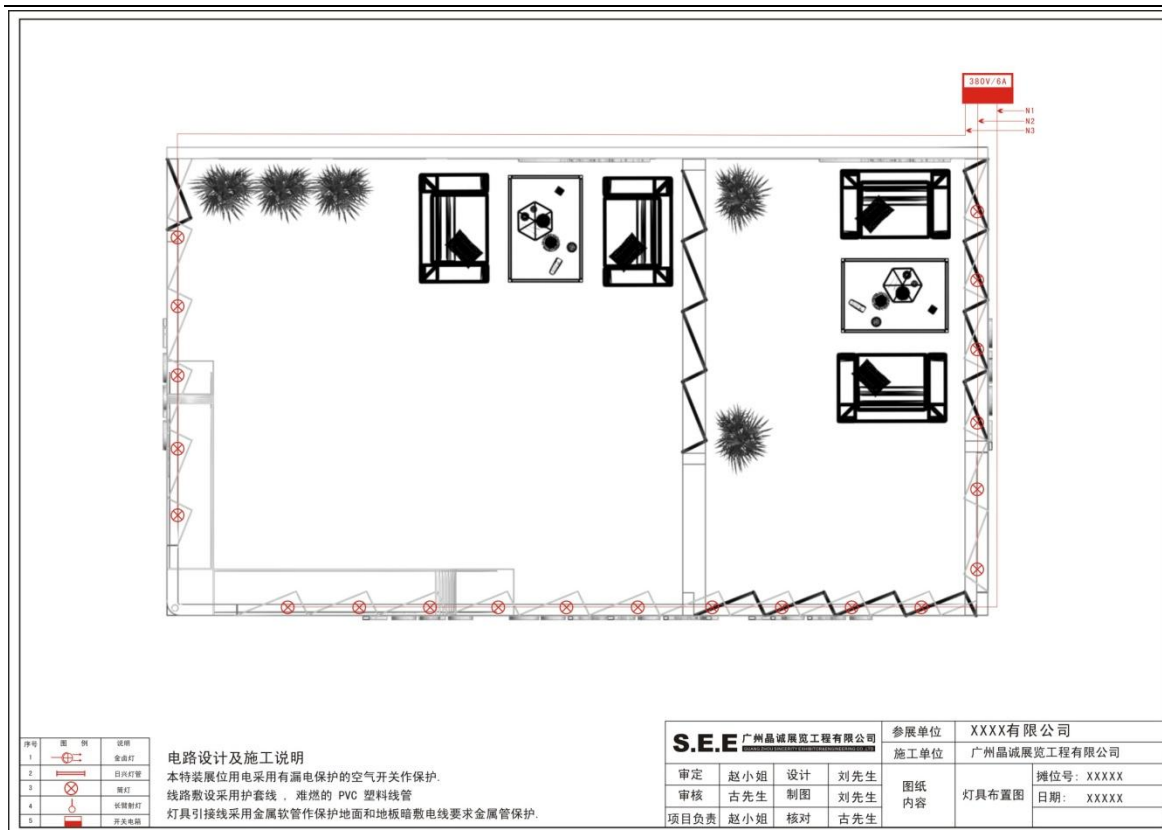 380V/6A
N1
N2
N3
序号 图 例 说明
1 金卤灯
2 日兴灯管
3 筒灯
4 长臂射灯
5 开关电箱
电路设计及施工说明
本特装展位用电采用有漏电保护的空气开关作保护.
线路敷设采用护套线 , 难燃的 PVC 塑料线管
灯具引接线采用金属软管作保护地面和地板暗敷电线要求金属管保护.
S.E.E 广州晶诚展览工程有限公司
GUANG ZHOU SINCERITY EXHIBITION&ENGINEERING CO.,LTD
参展单位 XXXX有限公司
施工单位 广州晶诚展览工程有限公司
审定 赵小姐 设计 刘先生
审核 古先生 制图 刘先生
项目负责 赵小姐 核对 古先生
图纸
内容
灯具布置图
摊位号: XXXXX
日期: XXXXX